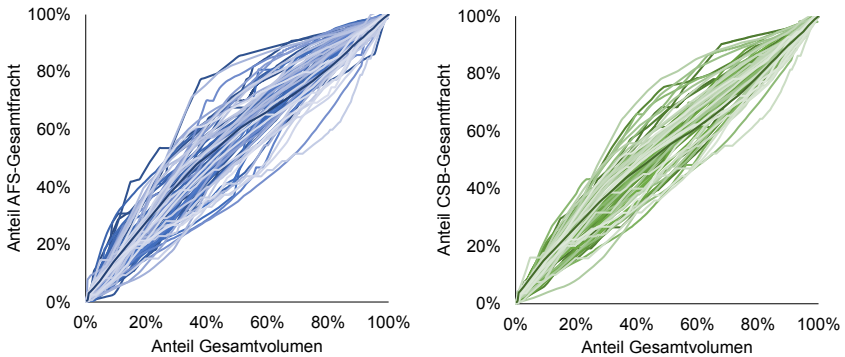 100%
80%
60%
40%
20%
0%
Anteil AFS-Gesamtfracht
0% 20% 40% 60% 80% 100%
Anteil Gesamtvolumen
100%
80%
60%
40%
20%
0%
Anteil CSB-Gesamtfracht
0% 20% 40% 60% 80% 100%
Anteil Gesamtvolumen